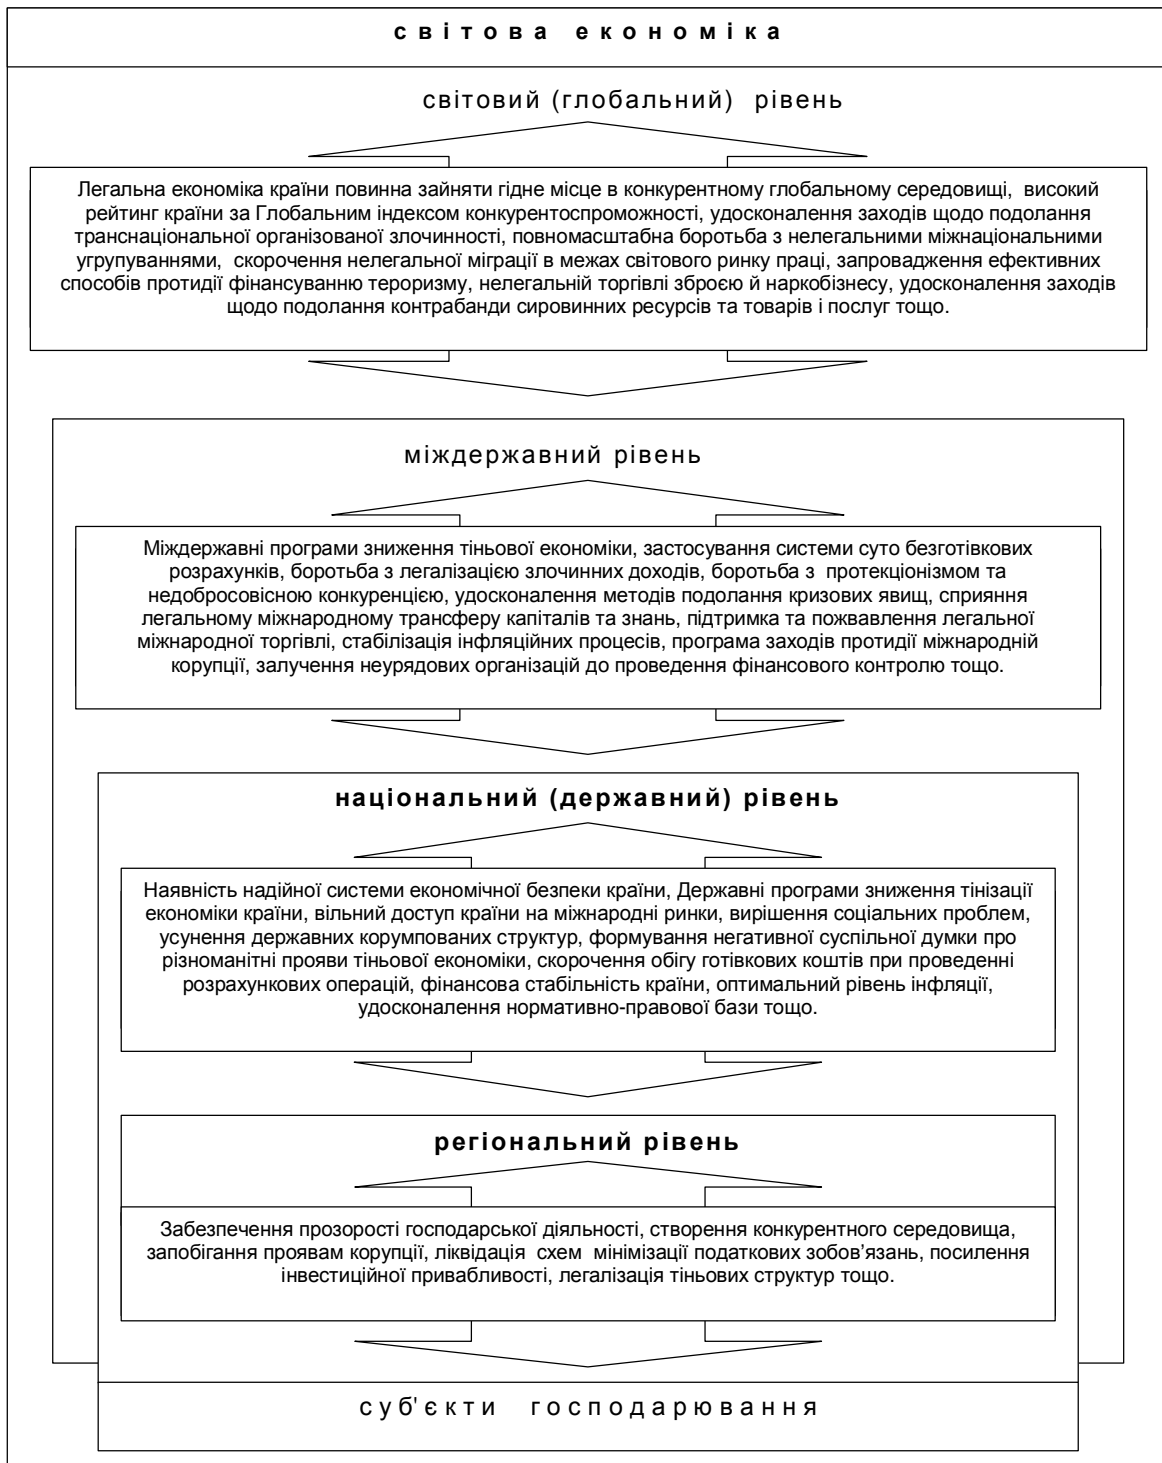 світова економіка
світовий (глобальний) рівень
Легальна економіка країни повинна зайняти гідне місце в конкурентному глобальному середовищі, високий
рейтинг країни за Глобальним індексом конкурентоспроможності, удосконалення заходів щодо подолання
транснаціональної організованої злочинності, повномасштабна боротьба з нелегальними міжнаціональними
угрупуваннями, скорочення нелегальної міграції в межах світового ринку праці, запровадження ефективних
способів протидії фінансуванню тероризму, нелегальній торгівлі зброєю й наркобізнесу, удосконалення заходів
щодо подолання контрабанди сировинних ресурсів та товарів і послуг тощо.
міждержавний рівень
Міждержавні програми зниження тіньової економіки, застосування системи суто безготівкових
розрахунків, боротьба з легалізацією злочинних доходів, боротьба з протекціонізмом та
недобросовісною конкуренцією, удосконалення методів подолання кризових явищ, сприяння
легальному міжнародному трансферу капіталів та знань, підтримка та пожвавлення легальної
міжнародної торгівлі, стабілізація інфляційних процесів, програма заходів протидії міжнародній
корупції, залучення неурядових організацій до проведення фінансового контролю тощо.
національний (державний) рівень
Наявність надійної системи економічної безпеки країни, Державні програми зниження тінізації
економіки країни, вільний доступ країни на міжнародні ринки, вирішення соціальних проблем,
усунення державних корумпованих структур, формування негативної суспільної думки про
різноманітні прояви тіньової економіки, скорочення обігу готівкових коштів при проведенні
розрахункових операцій, фінансова стабільність країни, оптимальний рівень інфляції,
удосконалення нормативно-правової бази тощо.
регіональний рівень
Забезпечення прозорості господарської діяльності, створення конкурентного середовища,
запобігання проявам корупції, ліквідація схем мінімізації податкових зобов’язань, посилення
інвестиційної привабливості, легалізація тіньових структур тощо.
суб'єкти господарювання